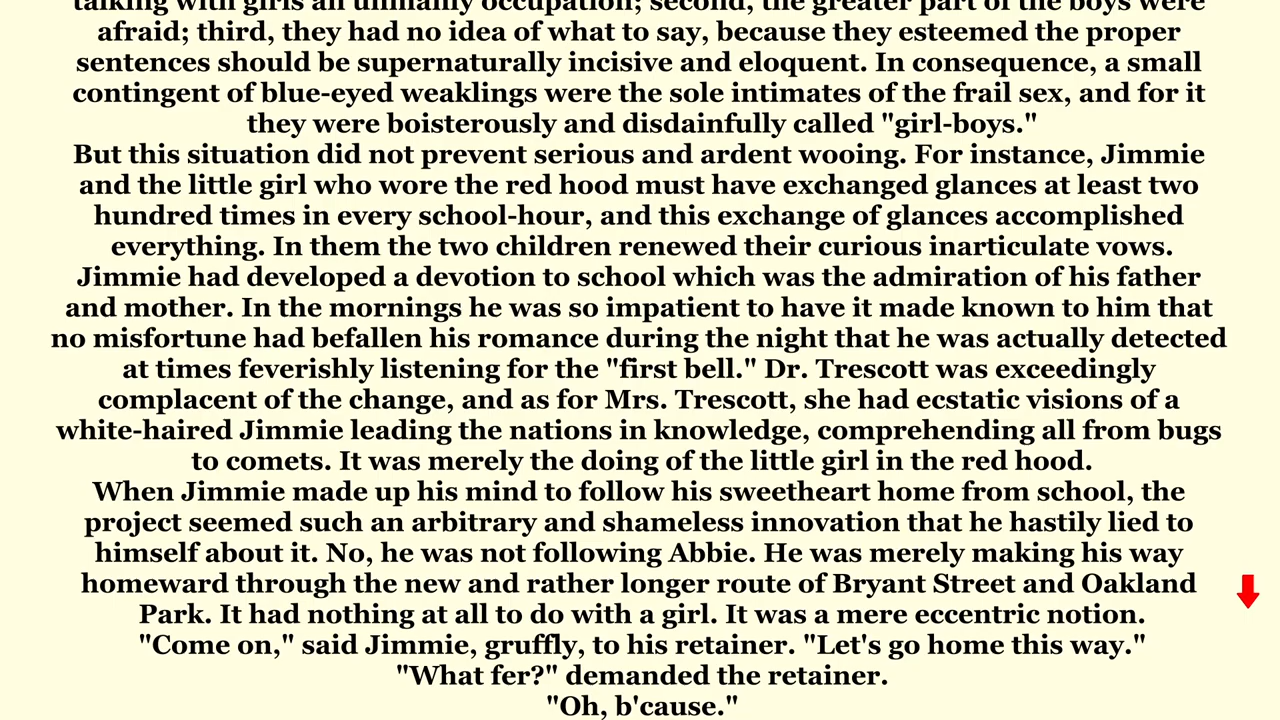 talking with girls an unmanly occupation; second, the greater part of the boys were
afraid; third, they had no idea of what to say, because they esteemed the proper
sentences should be supernaturally incisive and eloquent. In consequence, a small
contingent of blue-eyed weaklings were the sole intimates of the frail sex, and for it
they were boisterously and disdainfully called "girl-boys."
But this situation did not prevent serious and ardent wooing. For instance, Jimmie
and the little girl who wore the red hood must have exchanged glances at least two
hundred times in every school-hour, and this exchange of glances accomplished
everything. In them the two children renewed their curious inarticulate vows.
Jimmie had developed a devotion to school which was the admiration of his father
and mother. In the mornings he was so impatient to have it made known to him that
no misfortune had befallen his romance during the night that he was actually detected
at times feverishly listening for the "first bell." Dr. Trescott was exceedingly
complacent of the change, and as for Mrs. Trescott, she had ecstatic visions of a
white-haired Jimmie leading the nations in knowledge, comprehending all from bugs
to comets. It was merely the doing of the little girl in the red hood.
When Jimmie made up his mind to follow his sweetheart home from school, the
project seemed such an arbitrary and shameless innovation that he hastily lied to
himself about it. No, he was not following Abbie. He was merely making his way
homeward through the new and rather longer route of Bryant Street and Oakland
Park. It had nothing at all to do with a girl. It was a mere eccentric notion.
"Come on," said Jimmie, gruffly, to his retainer. "Let's go home this way."
"What fer?" demanded the retainer.
"Oh, b'cause."